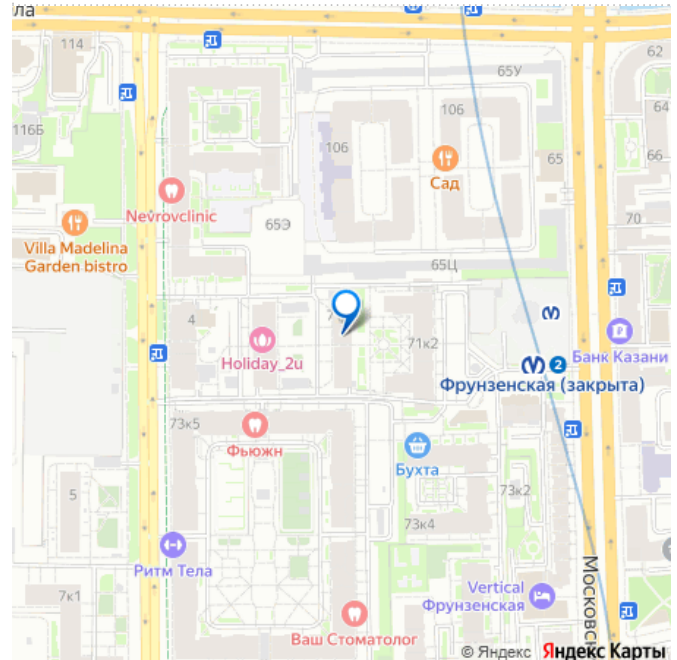 ла
114
65У
62
64
116Б
106
106
Сад
65
66
Nevrovclinic
70
65Э
Villa Madelina
Garden bistro
65Ц
4
Банк Казани
71к2
Holiday_2u
2
Фрунзенская (закрыта)
73к5
Фьюжн
Бухта
5
73к2
73к4
Ритм Тела
Vertical
Фрунзенская
7к1
Московс
Ваш Стоматолог
© Яндекс Яндекс Карты